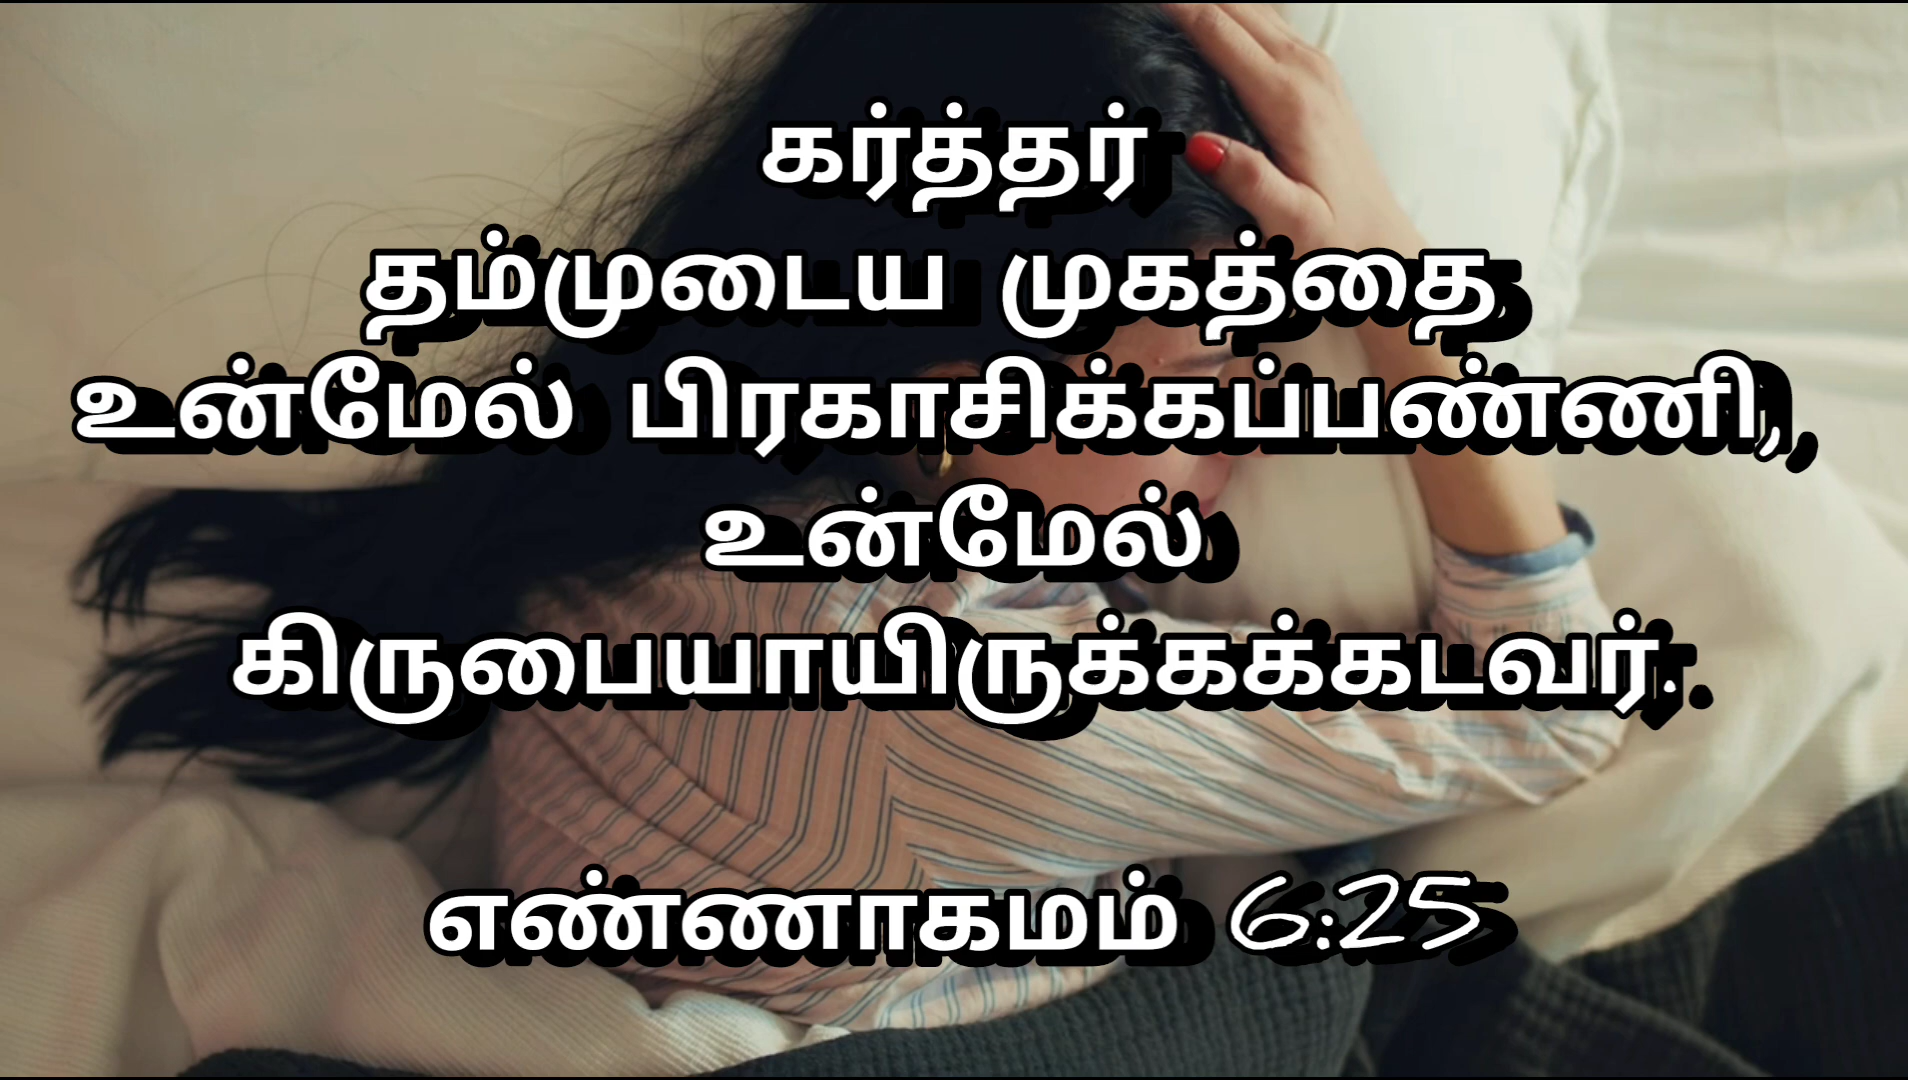 கர்த்தர்
தம்முடைய முகத்தை
உன்மேல் பிரகாசிக்கப்பண்ணி,
உன்மேல்
கிருபையாயிருக்கக்கடவர்.
எண்ணாகமம் 6:25